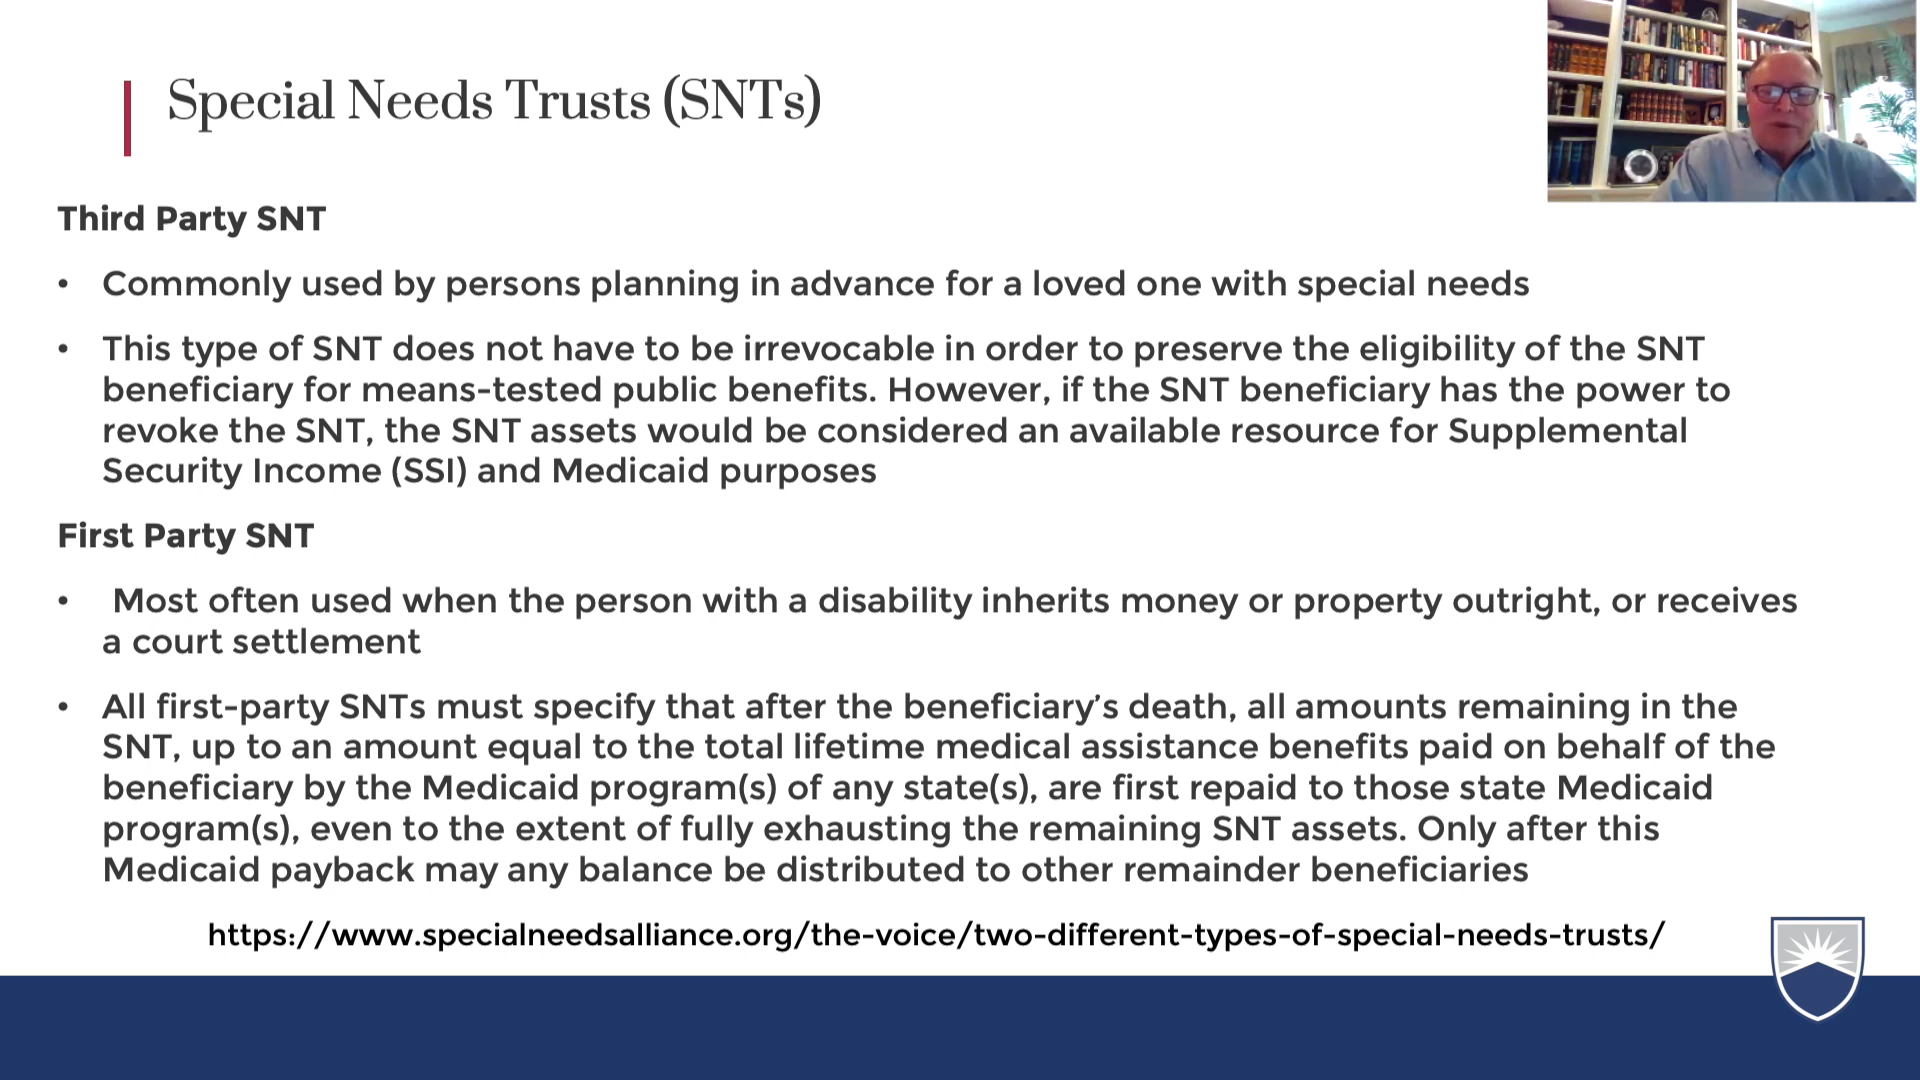 Special Needs Trusts (SNTs)
Third Party SNT
• Commonly used by persons planning in advance for a loved one with special needs
• This type of SNT does not have to be irrevocable in order to preserve the eligibility of the SNT
beneficiary for means-tested public benefits. However, if the SNT beneficiary has the power to
revoke the SNT, the SNT assets would be considered an available resource for Supplemental
Security Income (SSI) and Medicaid purposes
First Party SNT
• Most often used when the person with a disability inherits money or property outright, or receives
a court settlement
• All first-party SNTs must specify that after the beneficiary’s death, all amounts remaining in the
SNT, up to an amount equal to the total lifetime medical assistance benefits paid on behalf of the
beneficiary by the Medicaid program(s) of any state(s), are first repaid to those state Medicaid
program(s), even to the extent of fully exhausting the remaining SNT assets. Only after this
Medicaid payback may any balance be distributed to other remainder beneficiaries
https://www.specialneedsalliance.org/the-voice/two-different-types-of-special-needs-trusts/